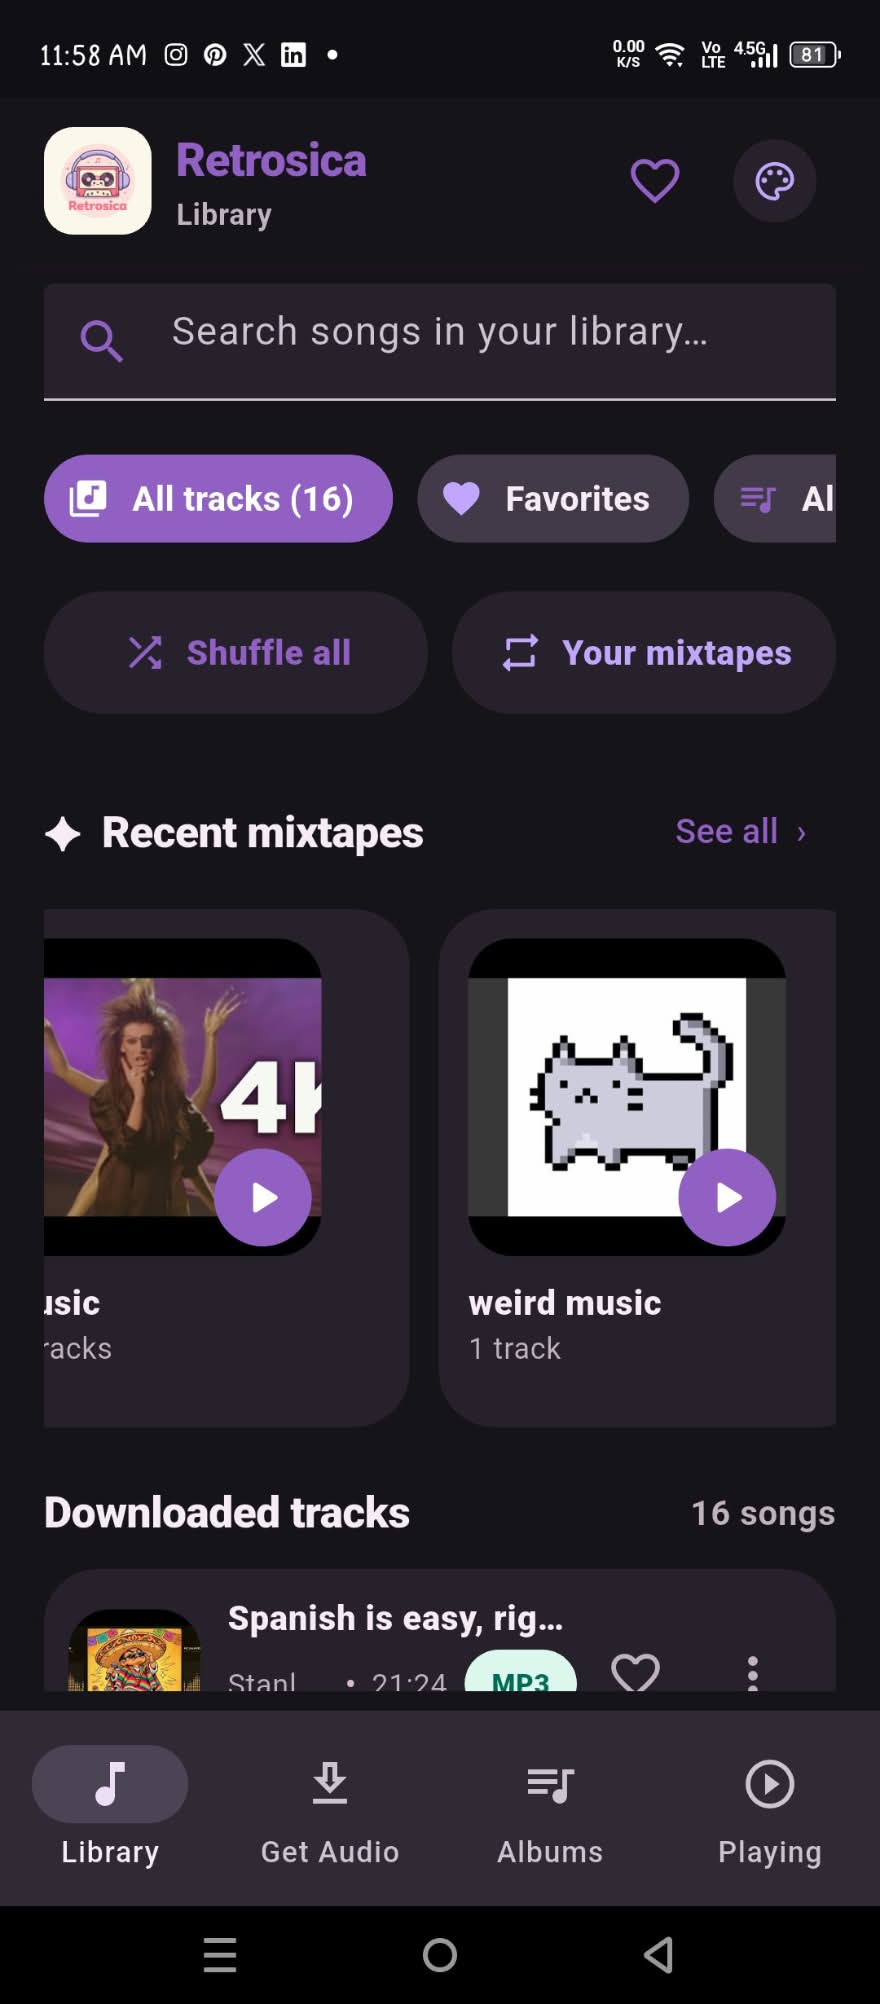 11:58 AM
0.00
K/S
Vo
LTE
4.5G
81
Retrosica
Retrosica
Library
Search songs in your library...
All tracks (16)
Favorites
Al
Shuffle all
Your mixtapes
Recent mixtapes
See all ›
4K
usic
racks
weird music
1 track
Downloaded tracks
16 songs
Spanish is easy, rig...
Stanl • 21:24 MP3
Library
Get Audio
Albums
Playing